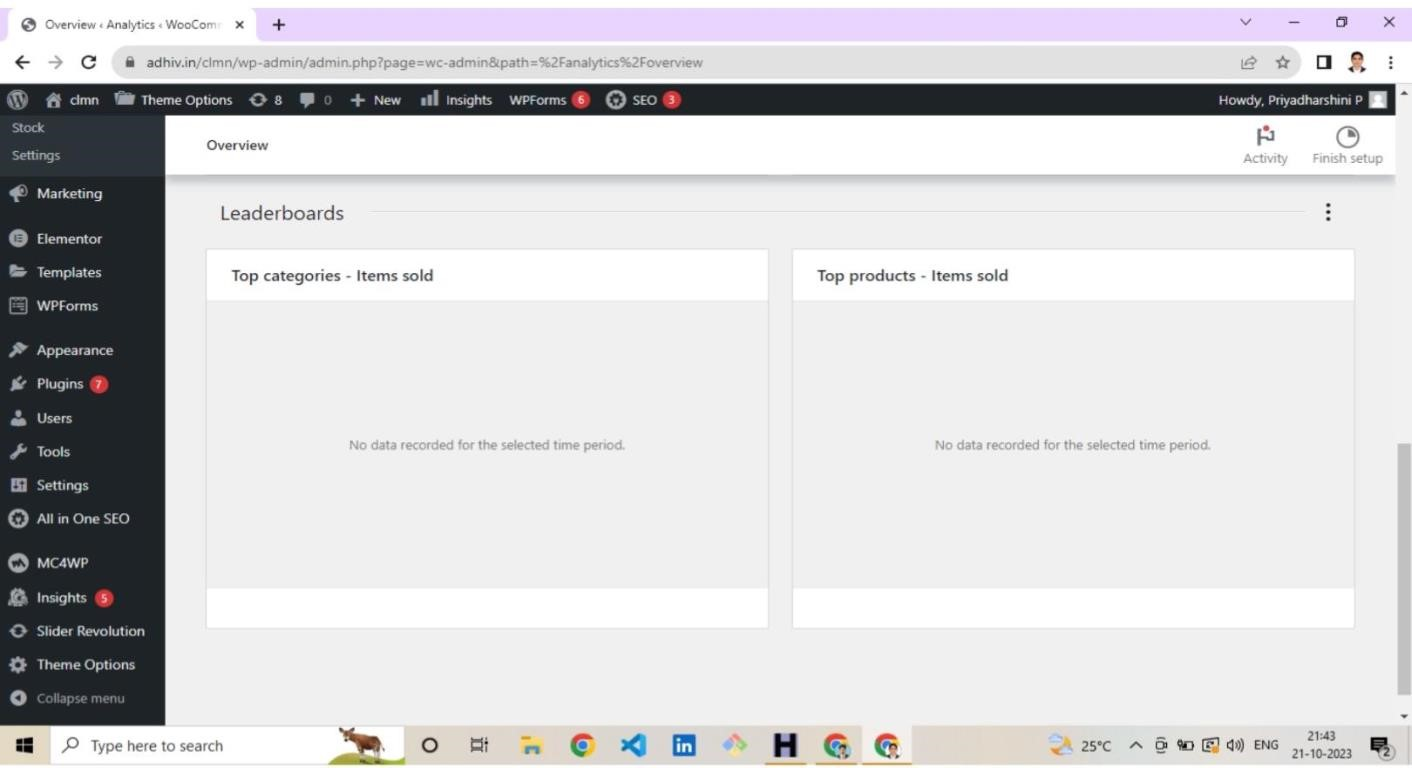 Overview ‹ Analytics ‹ WooComm
adhiv.in/clmn/wp-admin/admin.php?page=wc-admin&path=%2Fanalytics%2Foverview
clmn Theme Options 8 0 + New Insights WPForms 6 SEO 3 Howdy, Priyadharshini P
Stock
Settings
Marketing
Elementor
Templates
WPForms
Appearance
Plugins 7
Users
Tools
Settings
All in One SEO
MC4WP
Insights 5
Slider Revolution
Theme Options
Collapse menu
Overview
Activity
Finish setup
Leaderboards
Top categories - Items sold
No data recorded for the selected time period.
Top products - Items sold
No data recorded for the selected time period.
Type here to search
25°C
ENG
21:43
21-10-2023
2